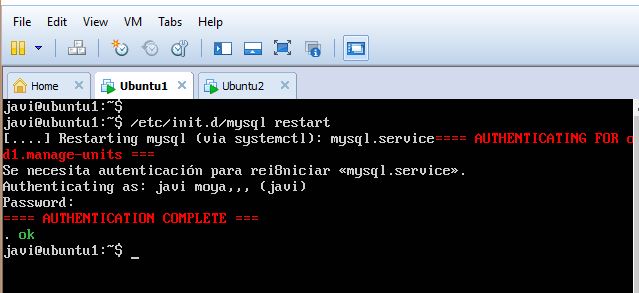 File Edit View VM Tabs Help
Home Ubuntu1 Ubuntu2
javi@ubuntu1:~$
javi@ubuntu1:~$ /etc/init.d/mysql restart
[....] Restarting mysql (via systemctl): mysql.service==== AUTHENTICATING FOR o
d1.manage-units ===
Se necesita autenticación para rei8niciar «mysql.service».
Authenticating as: javi moya,,, (javi)
Password:
==== AUTHENTICATION COMPLETE ===
. ok
javi@ubuntu1:~$ _